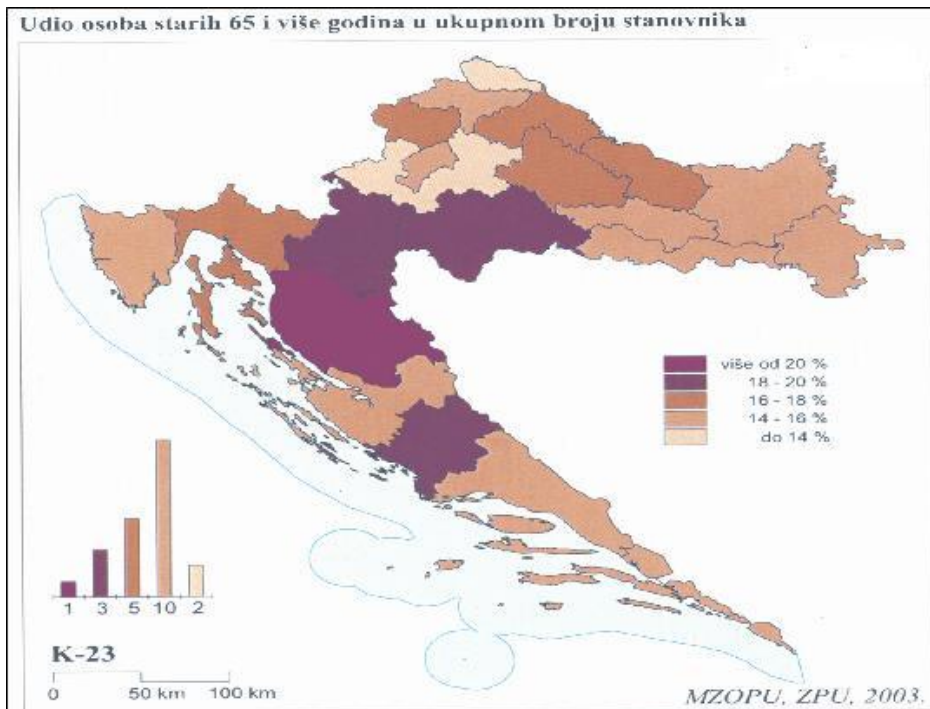 Udio osoba starih 65 i više godina u ukupnom broju stanovnika
više od 20 %
18 - 20 %
16 - 18 %
14 - 16 %
do 14 %
1 3 5 10 2
K-23
0 50 km 100 km
MZOPU, ZPU, 2003.